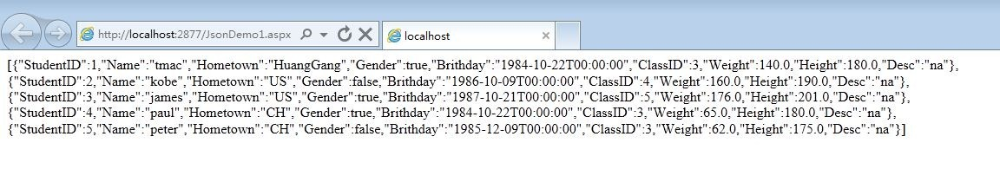 http://localhost:2877/JsonDemo1.aspx
localhost
[{"StudentID":1,"Name":"tmac","Hometown":"HuangGang","Gender":true,"Brithday":"1984-10-22T00:00:00","ClassID":3,"Weight":140.0,"Height":180.0,"Desc":"na"},
{"StudentID":2,"Name":"kobe","Hometown":"US","Gender":false,"Brithday":"1986-10-09T00:00:00","ClassID":4,"Weight":160.0,"Height":190.0,"Desc":"na"},
{"StudentID":3,"Name":"james","Hometown":"US","Gender":true,"Brithday":"1987-10-21T00:00:00","ClassID":5,"Weight":176.0,"Height":201.0,"Desc":"na"},
{"StudentID":4,"Name":"paul","Hometown":"CH","Gender":true,"Brithday":"1984-10-22T00:00:00","ClassID":3,"Weight":65.0,"Height":180.0,"Desc":"na"},
{"StudentID":5,"Name":"peter","Hometown":"CH","Gender":false,"Brithday":"1985-12-09T00:00:00","ClassID":3,"Weight":62.0,"Height":175.0,"Desc":"na"}]